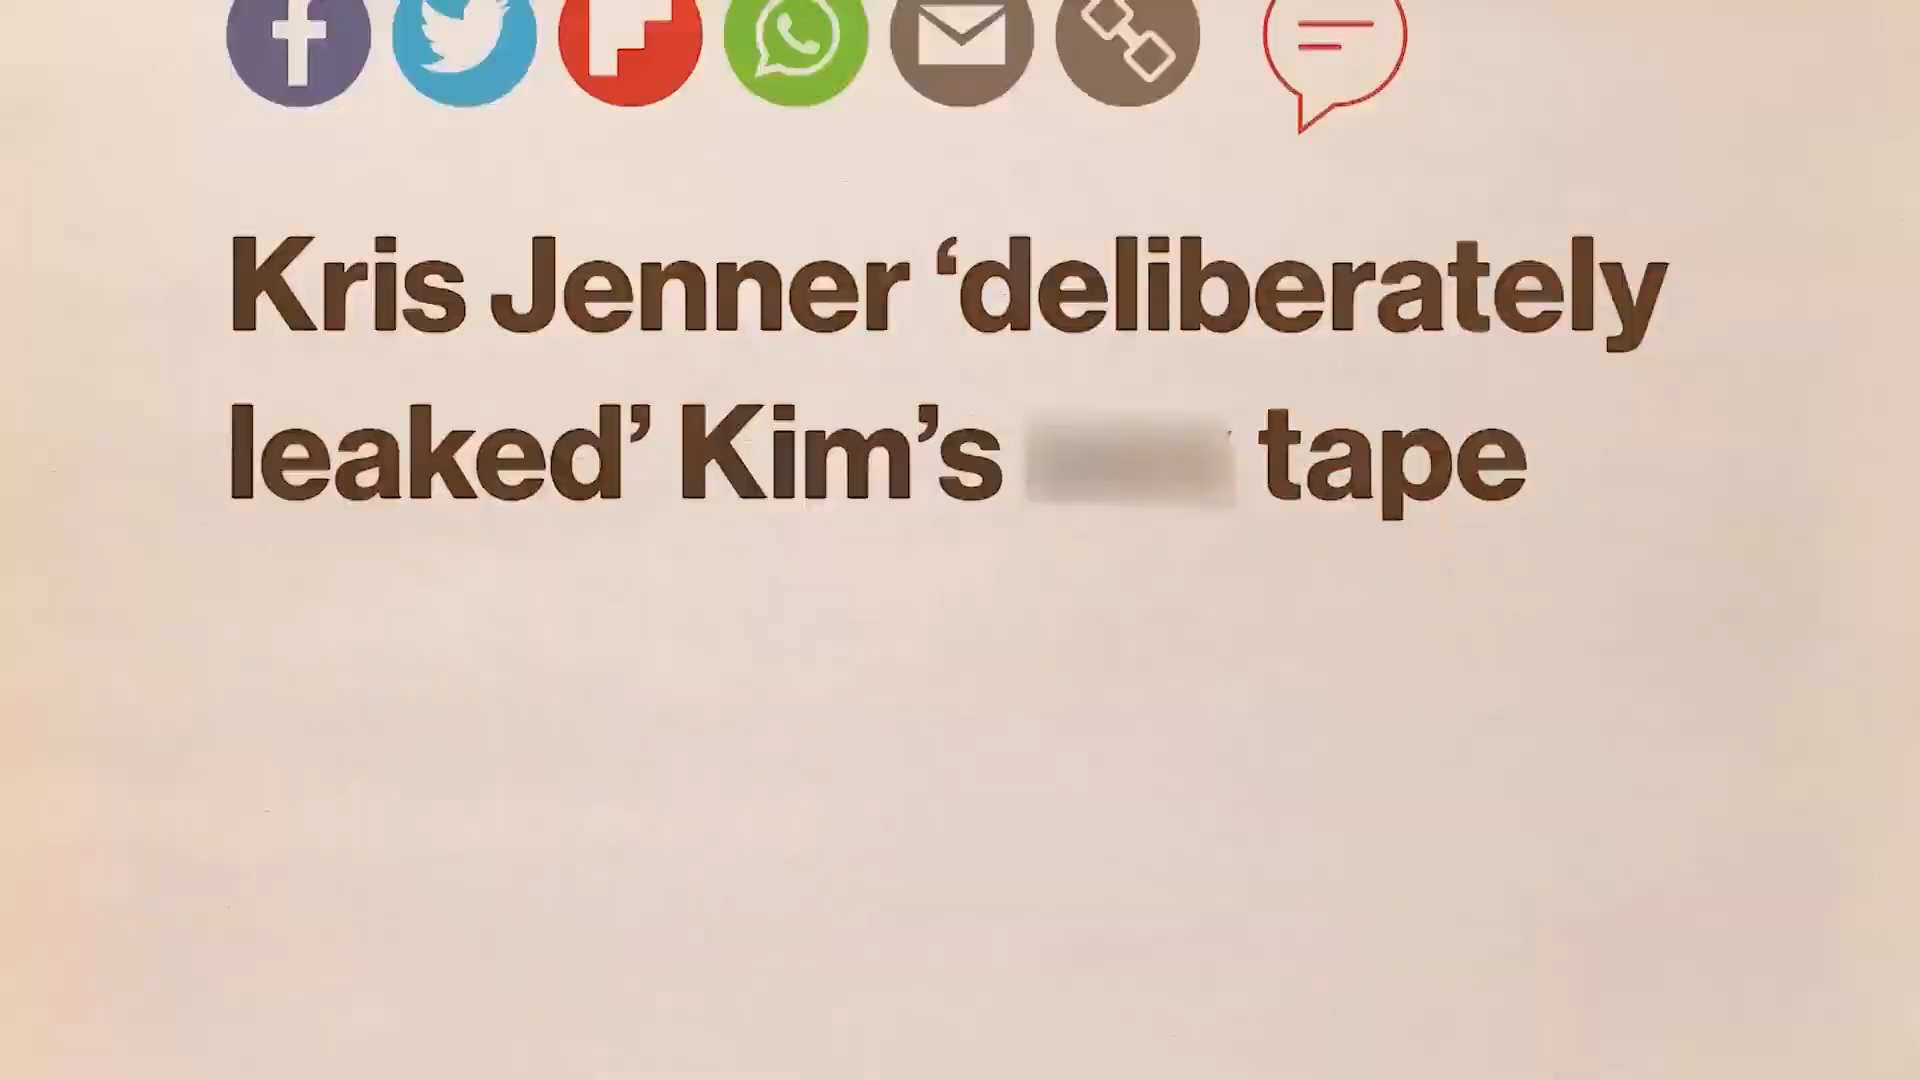 Kris Jenner ‘deliberately
leaked’ Kim’s tape